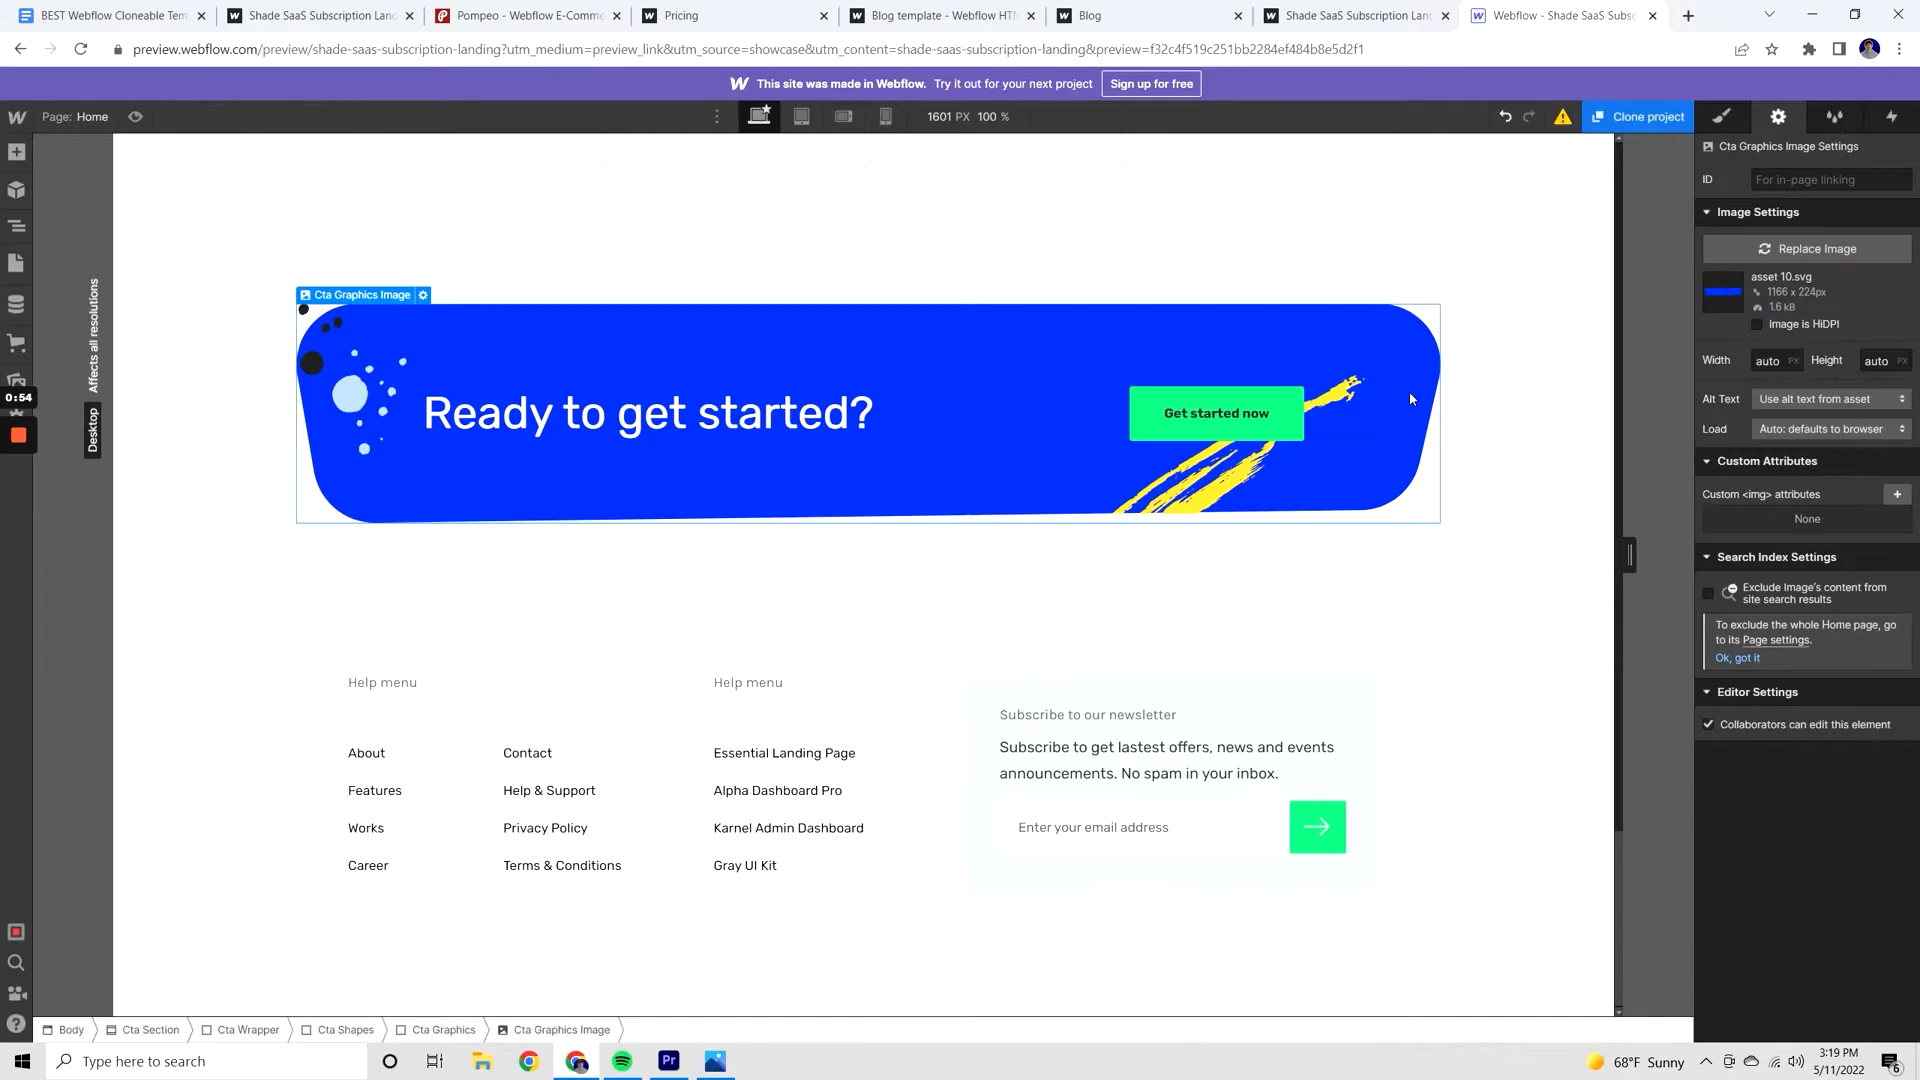 BEST Webflow Cloneable Tem
Shade SaaS Subscription Lan
Pompeo - Webflow E-Comme
Pricing
Blog template - Webflow HT
Blog
Shade SaaS Subscription Lan
Webflow - Shade SaaS Subsc
preview.webflow.com/preview/shade-saas-subscription-landing?utm_medium=preview_link&utm_source=showcase&utm_content=shade-saas-subscription-landing&preview=f32c4f519c251bb2284ef484b8e5d2f1
This site was made in Webflow. Try it out for your next project
Sign up for free
Page: Home
1601 PX 100 %
Clone project
Cta Graphics Image Settings
ID For in-page linking
Image Settings
Replace Image
asset 10.svg
1166 x 224px
1.6 kB
Image is HiDPI
Width auto PX Height auto PX
Alt Text Use alt text from asset
Load Auto: defaults to browser
Custom Attributes
Custom <img> attributes
None
Search Index Settings
Exclude Image's content from
site search results
To exclude the whole Home page, go
to its Page settings.
Ok, got it
Editor Settings
Collaborators can edit this element
0:54
Affects all resolutions
Desktop
Cta Graphics Image
Ready to get started?
Get started now
Help menu
Help menu
About
Contact
Essential Landing Page
Features
Help & Support
Alpha Dashboard Pro
Works
Privacy Policy
Karnel Admin Dashboard
Career
Terms & Conditions
Gray UI Kit
Subscribe to our newsletter
Subscribe to get lastest offers, news and events
announcements. No spam in your inbox.
Enter your email address
Body
Cta Section
Cta Wrapper
Cta Shapes
Cta Graphics
Cta Graphics Image
Type here to search
Pr
68°F Sunny
3:19 PM
5/11/2022
6